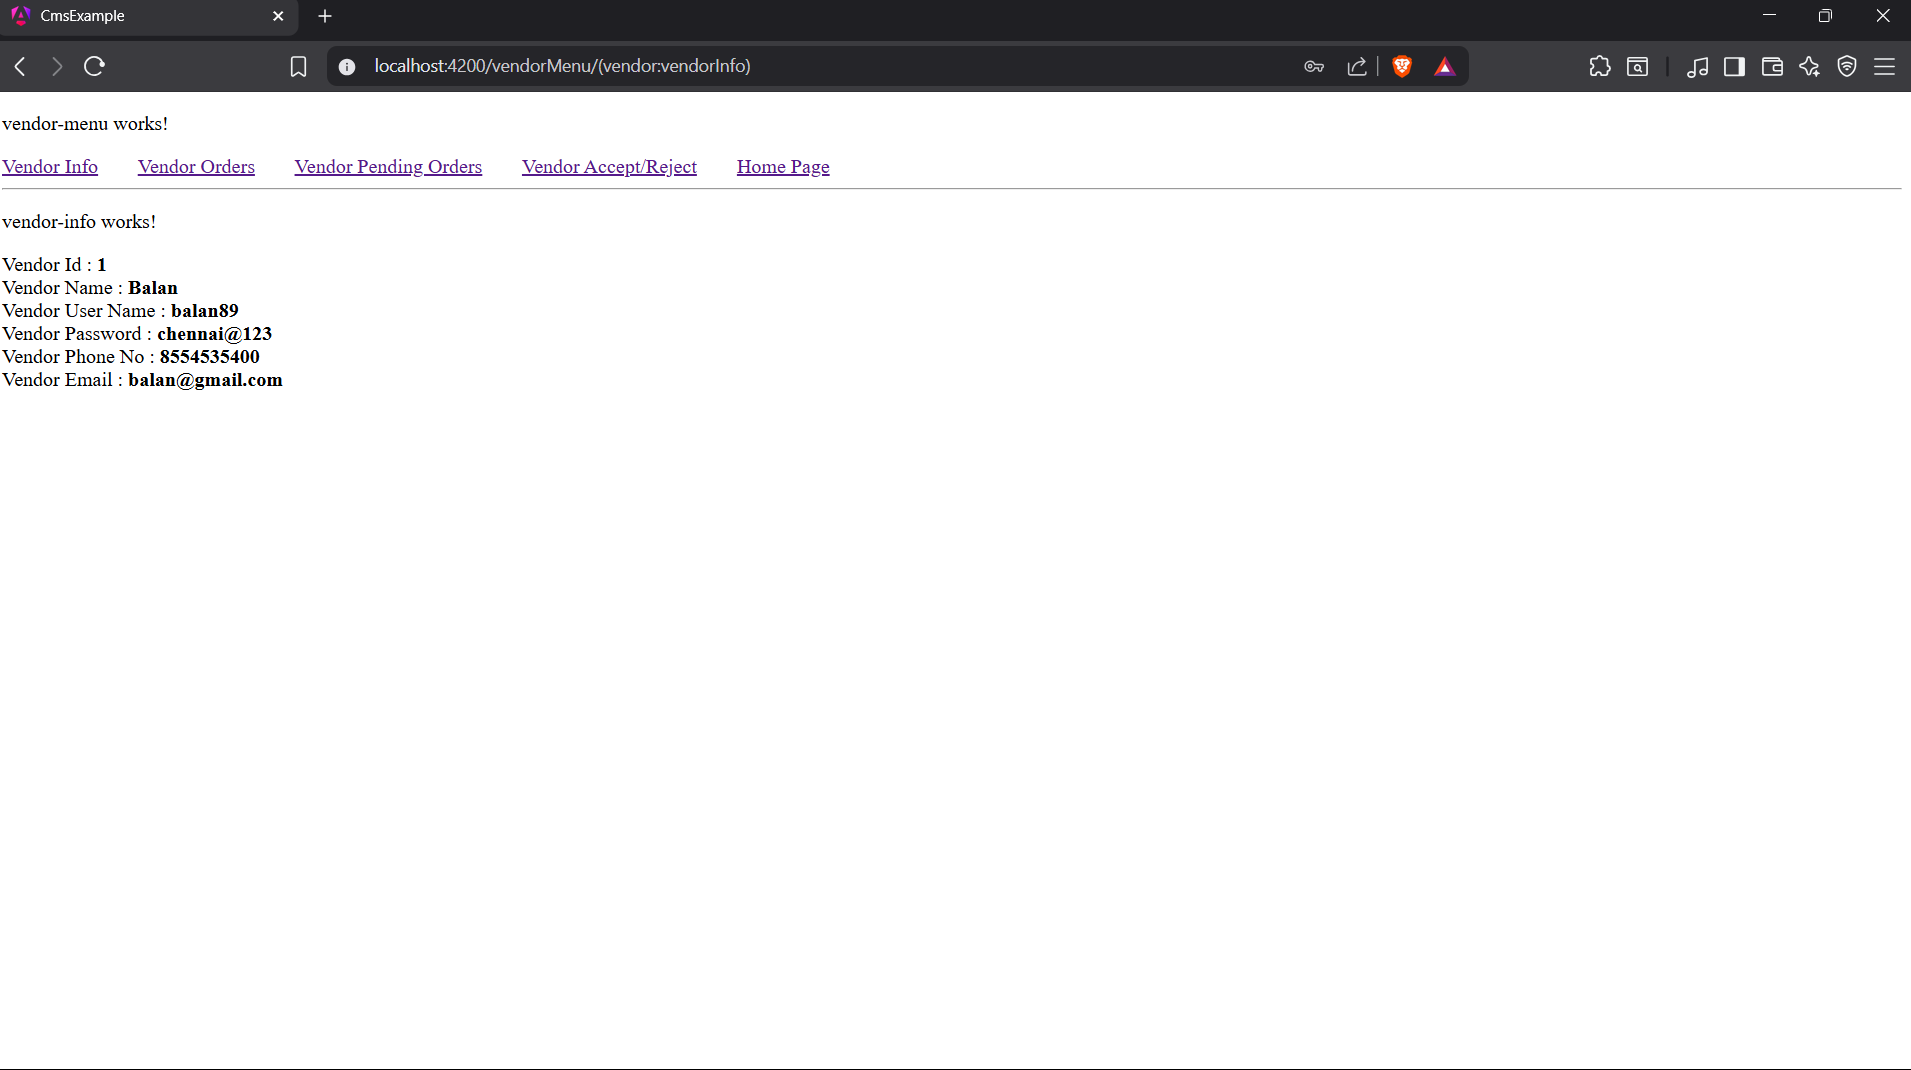 CmsExample
localhost:4200/vendorMenu/(vendor:vendorInfo)
vendor-menu works!
Vendor Info Vendor Orders Vendor Pending Orders Vendor Accept/Reject Home Page
vendor-info works!
Vendor Id : 1
Vendor Name : Balan
Vendor User Name : balan89
Vendor Password : chennai@123
Vendor Phone No : 8554535400
Vendor Email : balan@gmail.com